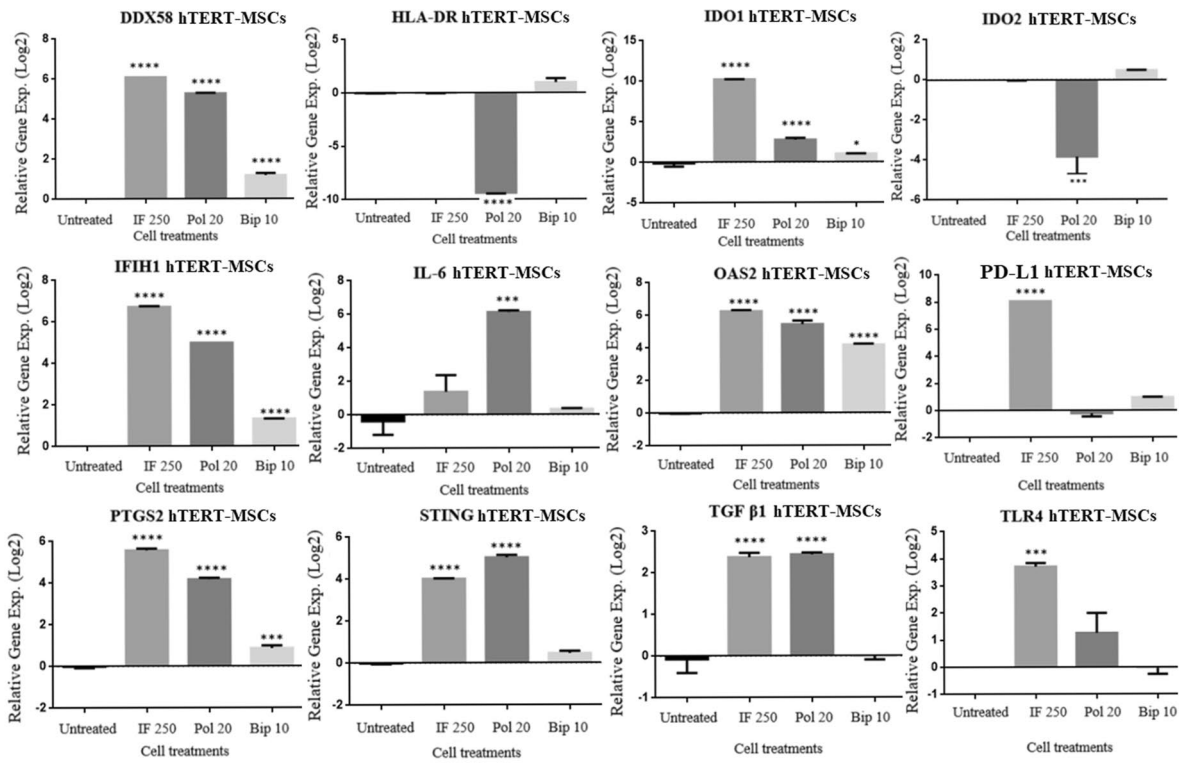 DDX58 hTERT-MSCs
Relative Gene Exp. (Log2)
8
6
4
2
0
****
****
****
Untreated IF 250 Pol 20 Bip 10
Cell treatments
HLA-DR hTERT-MSCs
Relative Gene Exp. (Log2)
5
0
-5
-10
****
Untreated IF 250 Pol 20 Bip 10
Cell treatments
IDO1 hTERT-MSCs
Relative Gene Exp. (Log2)
15
10
5
0
-5
****
****
*
Untreated IF 250 Pol 20 Bip 10
Cell treatments
IDO2 hTERT-MSCs
Relative Gene Exp. (Log2)
2
0
-2
-4
-6
***
Untreated IF 250 Pol 20 Bip 10
Cell treatments
IFIH1 hTERT-MSCs
Relative Gene Exp. (Log2)
8
6
4
2
0
****
****
****
Untreated IF 250 Pol 20 Bip 10
Cell treatments
IL-6 hTERT-MSCs
Relative Gene Exp. (Log2)
8
6
4
2
0
-2
***
Untreated IF 250 Pol 20 Bip 10
Cell treatments
OAS2 hTERT-MSCs
Relative Gene Exp. (Log2)
8
6
4
2
0
-2
****
****
****
Untreated IF 250 Pol 20 Bip 10
Cell treatments
PD-L1 hTERT-MSCs
Relative Gene Exp. (Log2)
10
8
6
4
2
0
-2
****
Untreated IF 250 Pol 20 Bip 10
Cell treatments
PTGS2 hTERT-MSCs
Relative Gene Exp. (Log2)
6
4
2
0
-2
****
****
***
Untreated IF 250 Pol 20 Bip 10
Cell treatments
STING hTERT-MSCs
Relative Gene Exp. (Log2)
6
4
2
0
-2
****
****
Untreated IF 250 Pol 20 Bip 10
Cell treatments
TGF β1 hTERT-MSCs
Relative Gene Exp. (Log2)
3
2
1
0
-1
****
****
Untreated IF 250 Pol 20 Bip 10
Cell treatments
TLR4 hTERT-MSCs
Relative Gene Exp. (Log2)
5
4
3
2
1
0
-1
***
Untreated IF 250 Pol 20 Bip 10
Cell treatments